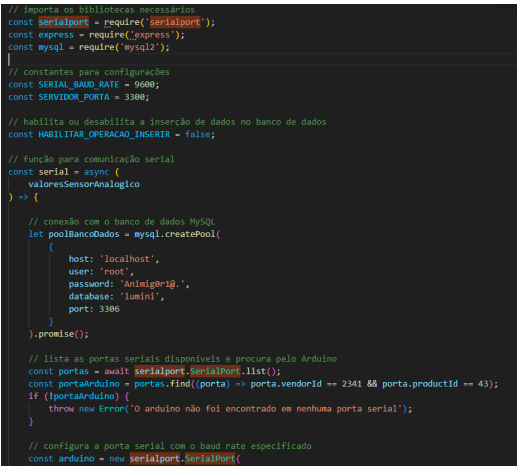 // importa os bibliotecas necessários
const serialport = require('serialport');
const express = require('express');
const mysql = require('mysql2');
// constantes para configurações
const SERIAL_BAUD_RATE = 9600;
const SERVIDOR_PORTA = 3300;
// habilita ou desabilita a inserção de dados no banco de dados
const HABILITAR_OPERACAO_INSERIR = false;
// função para comunicação serial
const serial = async (
valoresSensorAnalogico
) => {
// conexão com o banco de dados MySQL
let poolBancoDados = mysql.createPool(
{
host: 'localhost',
user: 'root',
password: 'Animig0r1@.',
database: 'lumini',
port: 3306
}
).promise();
// lista as portas seriais disponíveis e procura pelo Arduino
const portas = await serialport.SerialPort.list();
const portaArduino = portas.find((porta) => porta.vendorId == 2341 && porta.productId == 43);
if (!portaArduino) {
throw new Error('O arduino não foi encontrado em nenhuma porta serial');
}
// configura a porta serial com o baud rate especificado
const arduino = new serialport.SerialPort(